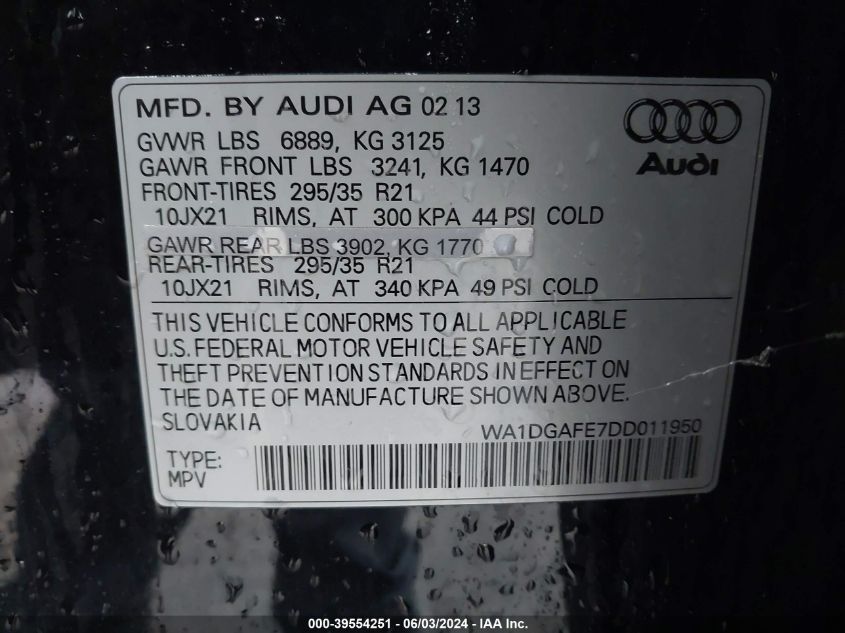 MFD. BY AUDI AG 02 13
GVWR LBS 6889, KG 3125
GAWR FRONT LBS 3241, KG 1470
FRONT-TIRES 295/35 R21
10JX21 RIMS, AT 300 KPA 44 PSI COLD
GAWR REAR LBS 3902, KG 1770
REAR-TIRES 295/35 R21
10JX21 RIMS, AT 340 KPA 49 PSI COLD
Audi
THIS VEHICLE CONFORMS TO ALL APPLICABLE
U.S. FEDERAL MOTOR VEHICLE SAFETY AND
THEFT PREVENTION STANDARDS IN EFFECT ON
THE DATE OF MANUFACTURE SHOWN ABOVE.
SLOVAKIA
WA1DGAFE7DD011950
TYPE:
MPV
000-39554251 - 06/03/2024 - IAA Inc.